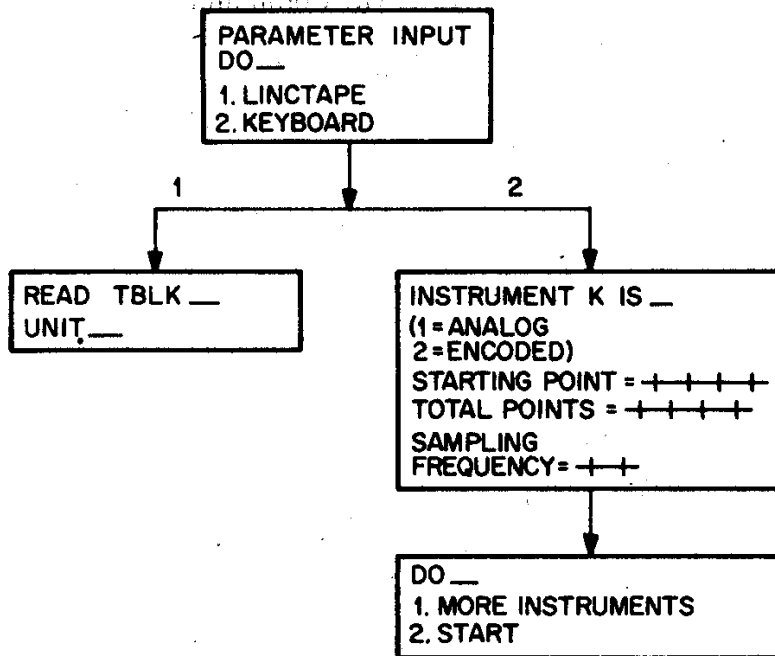 PARAMETER INPUT
DO__
1. LINCTAPE
2. KEYBOARD
1
2
READ TBLK__
UNIT__
INSTRUMENT K IS__
(1=ANALOG
2=ENCODED)
STARTING POINT =
TOTAL POINTS =
SAMPLING
FREQUENCY=
DO__
1. MORE INSTRUMENTS
2. START